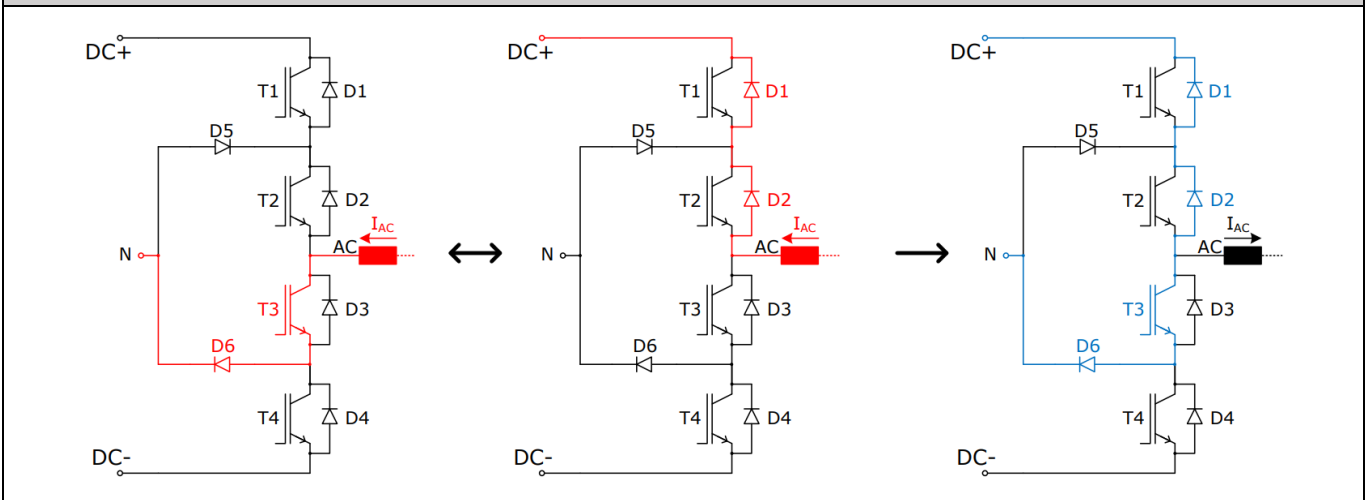 DC+
T1
D1
D5
T2
D2
I_AC
AC
N
T3
D3
D6
T4
D4
DC-
DC+
T1
D1
D5
T2
D2
I_AC
AC
N
T3
D3
D6
T4
D4
DC-
DC+
T1
D1
D5
T2
D2
I_AC
AC
N
T3
D3
D6
T4
D4
DC-